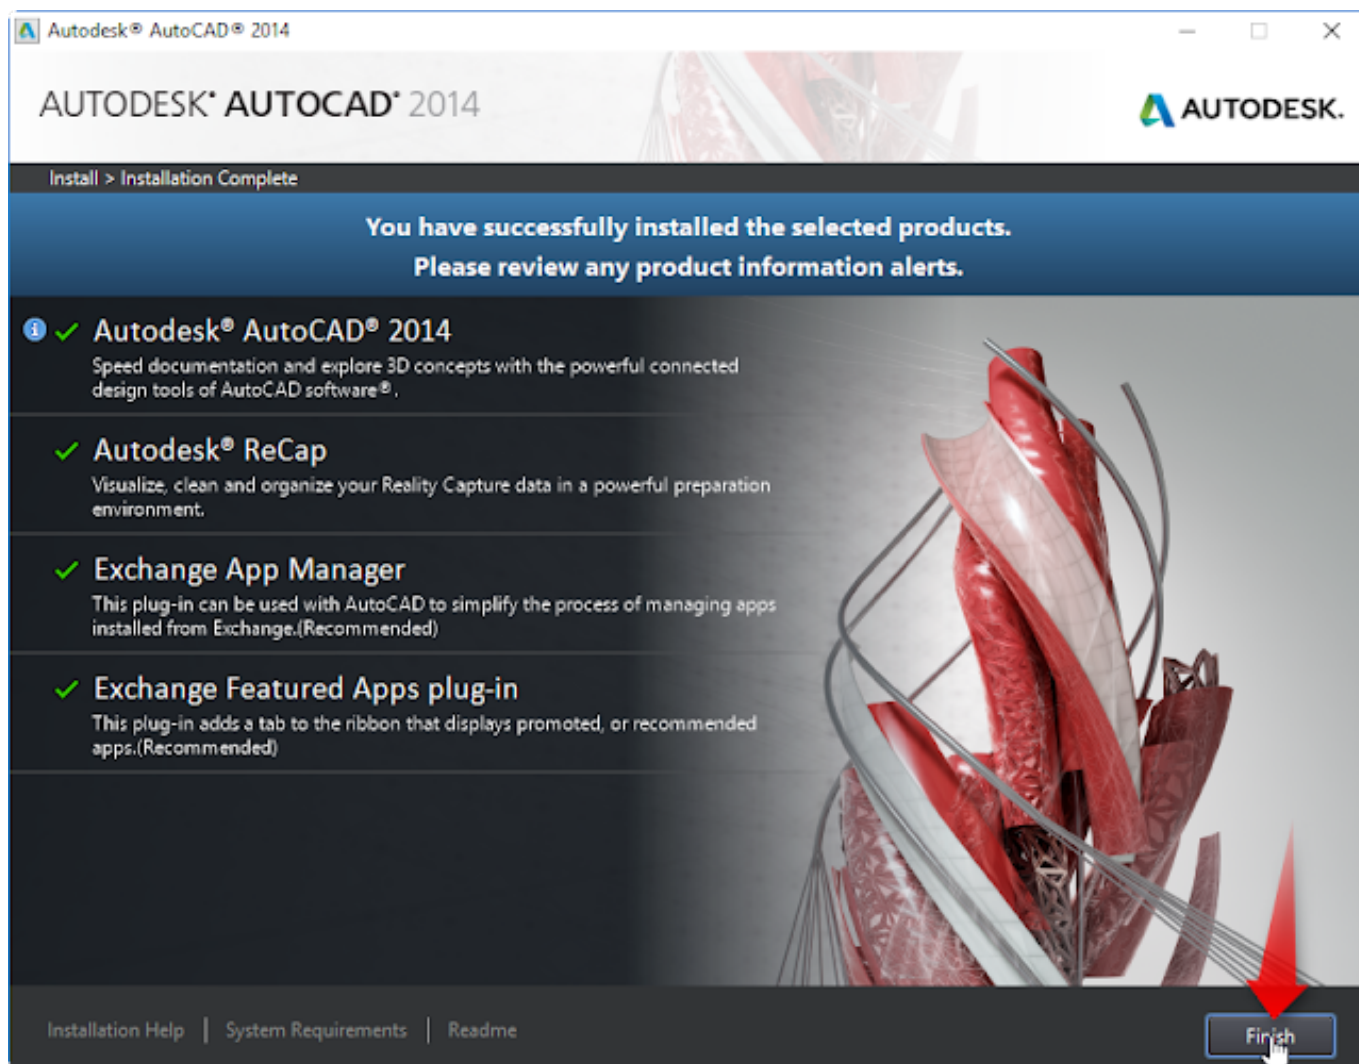 Autodesk® AutoCAD® 2014
AUTODESK® AUTOCAD® 2014
AUTODESK.
Install > Installation Complete
You have successfully installed the selected products.
Please review any product information alerts.
Autodesk® AutoCAD® 2014
Speed documentation and explore 3D concepts with the powerful connected
design tools of AutoCAD software®.
Autodesk® ReCap
Visualize, clean and organize your Reality Capture data in a powerful preparation
environment.
Exchange App Manager
This plug-in can be used with AutoCAD to simplify the process of managing apps
installed from Exchange.(Recommended)
Exchange Featured Apps plug-in
This plug-in adds a tab to the ribbon that displays promoted, or recommended
apps.(Recommended)
Installation Help | System Requirements | Readme
Finish